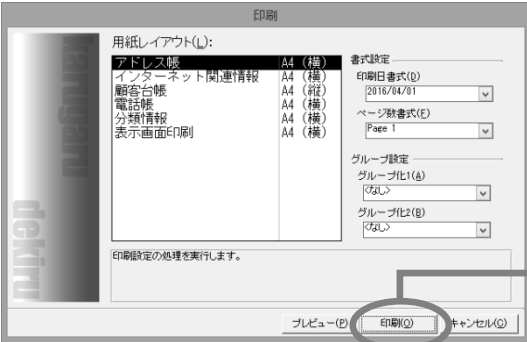 印刷
用紙レイアウト(L):
アドレス帳 A4 (横)
インターネット関連情報 A4 (横)
顧客台帳 A4 (縦)
電話帳 A4 (横)
分類情報 A4 (横)
表示画面印刷 A4 (横)
書式設定
印刷日書式(D)
2016/04/01
ページ数書式(F)
Page 1
グループ設定
グループ化1(A)
<なし>
グループ化2(B)
<なし>
印刷設定の処理を実行します。
プレビュー(P) 印刷(O) キャンセル(C)
karugaru
dekiru